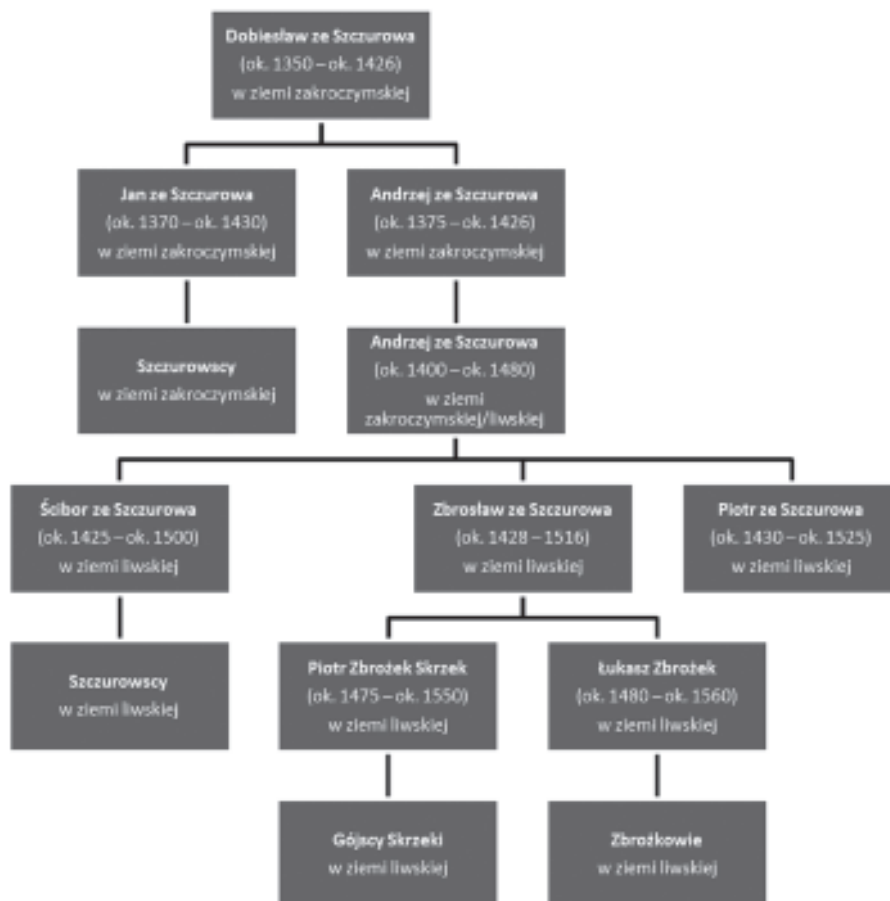 Dobiesław ze Szczurowa
(ok. 1350 – ok. 1426)
w ziemi zakroczymskiej
Jan ze Szczurowa
(ok. 1370 – ok. 1430)
w ziemi zakroczymskiej
Andrzej ze Szczurowa
(ok. 1375 – ok. 1426)
w ziemi zakroczymskiej
Szczurowscy
w ziemi zakroczymskiej
Andrzej ze Szczurowa
(ok. 1400 – ok. 1480)
w ziemi
zakroczymskiej/liwskiej
Ścibor ze Szczurowa
(ok. 1425 – ok. 1500)
w ziemi liwskiej
Zbrosław ze Szczurowa
(ok. 1428 – 1516)
w ziemi liwskiej
Piotr ze Szczurowa
(ok. 1430 – ok. 1525)
w ziemi liwskiej
Szczurowscy
w ziemi liwskiej
Piotr Zbrożek Skrzek
(ok. 1475 – ok. 1550)
w ziemi liwskiej
Łukasz Zbrożek
(ok. 1480 – ok. 1560)
w ziemi liwskiej
Gójscy Skrzeki
w ziemi liwskiej
Zbrożkowie
w ziemi liwskiej